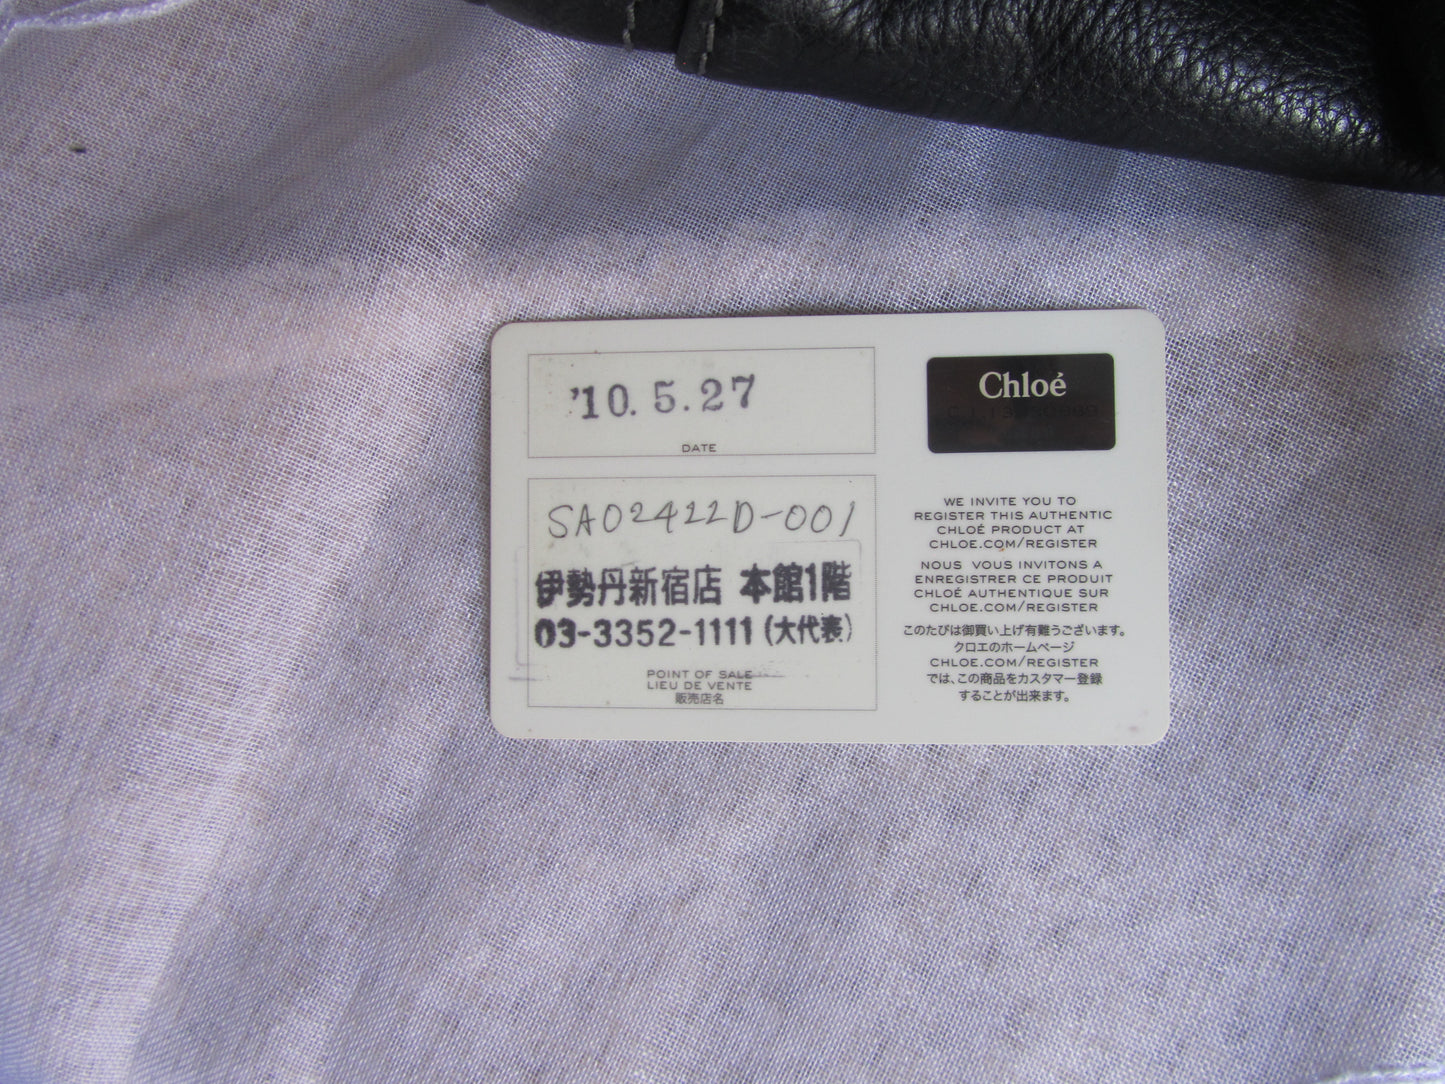 '10. 5. 27
DATE
SA02422D-001
伊勢丹新宿店 本館1階
03-3352-1111 (大代表)
POINT OF SALE
LIEU DE VENTE
販売店名
Chloé
WE INVITE YOU TO
REGISTER THIS AUTHENTIC
CHLOÉ PRODUCT AT
CHLOE.COM/REGISTER
NOUS VOUS INVITONS A
ENREGISTRER CE PRODUIT
CHLOÉ AUTHENTIQUE SUR
CHLOE.COM/REGISTER
このたびは御買い上げ有難うございます。
クロエのホームページ
CHLOE.COM/REGISTER
では、この商品をカスタマー登録
することが出来ます。